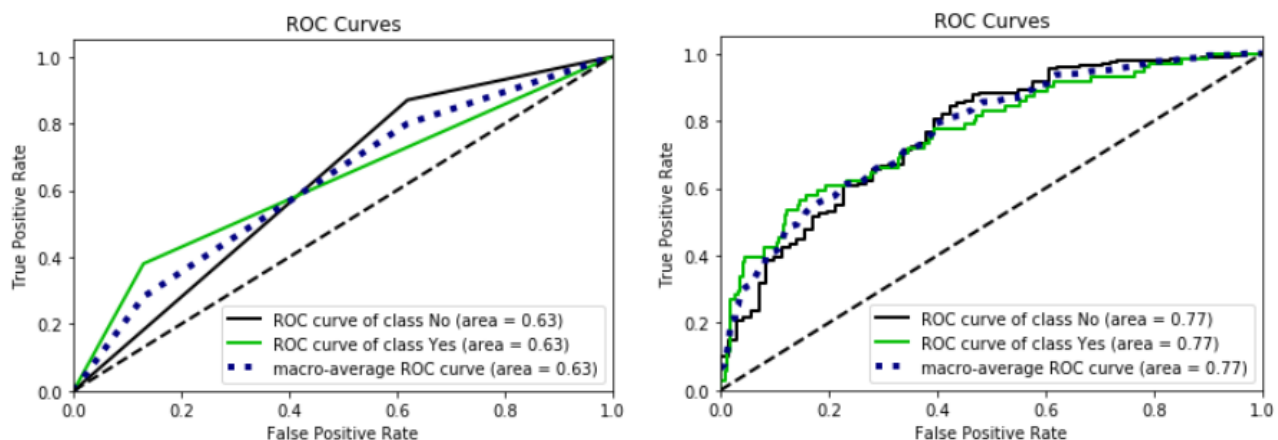 ROC Curves
True Positive Rate
1.0
0.8
0.6
0.4
0.2
0.0
ROC curve of class No (area = 0.63)
ROC curve of class Yes (area = 0.63)
macro-average ROC curve (area = 0.63)
0.0 0.2 0.4 0.6 0.8 1.0
False Positive Rate
ROC Curves
True Positive Rate
1.0
0.8
0.6
0.4
0.2
0.0
ROC curve of class No (area = 0.77)
ROC curve of class Yes (area = 0.77)
macro-average ROC curve (area = 0.77)
0.0 0.2 0.4 0.6 0.8 1.0
False Positive Rate